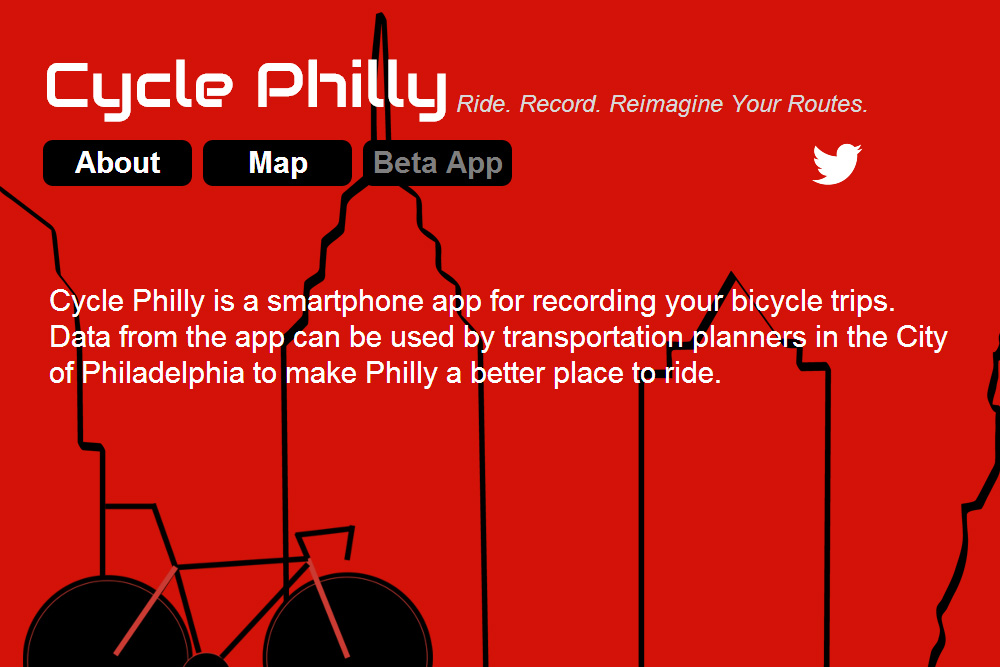 Cycle Philly Ride. Record. Reimagine Your Routes.
About Map Beta App
Cycle Philly is a smartphone app for recording your bicycle trips.
Data from the app can be used by transportation planners in the City
of Philadelphia to make Philly a better place to ride.